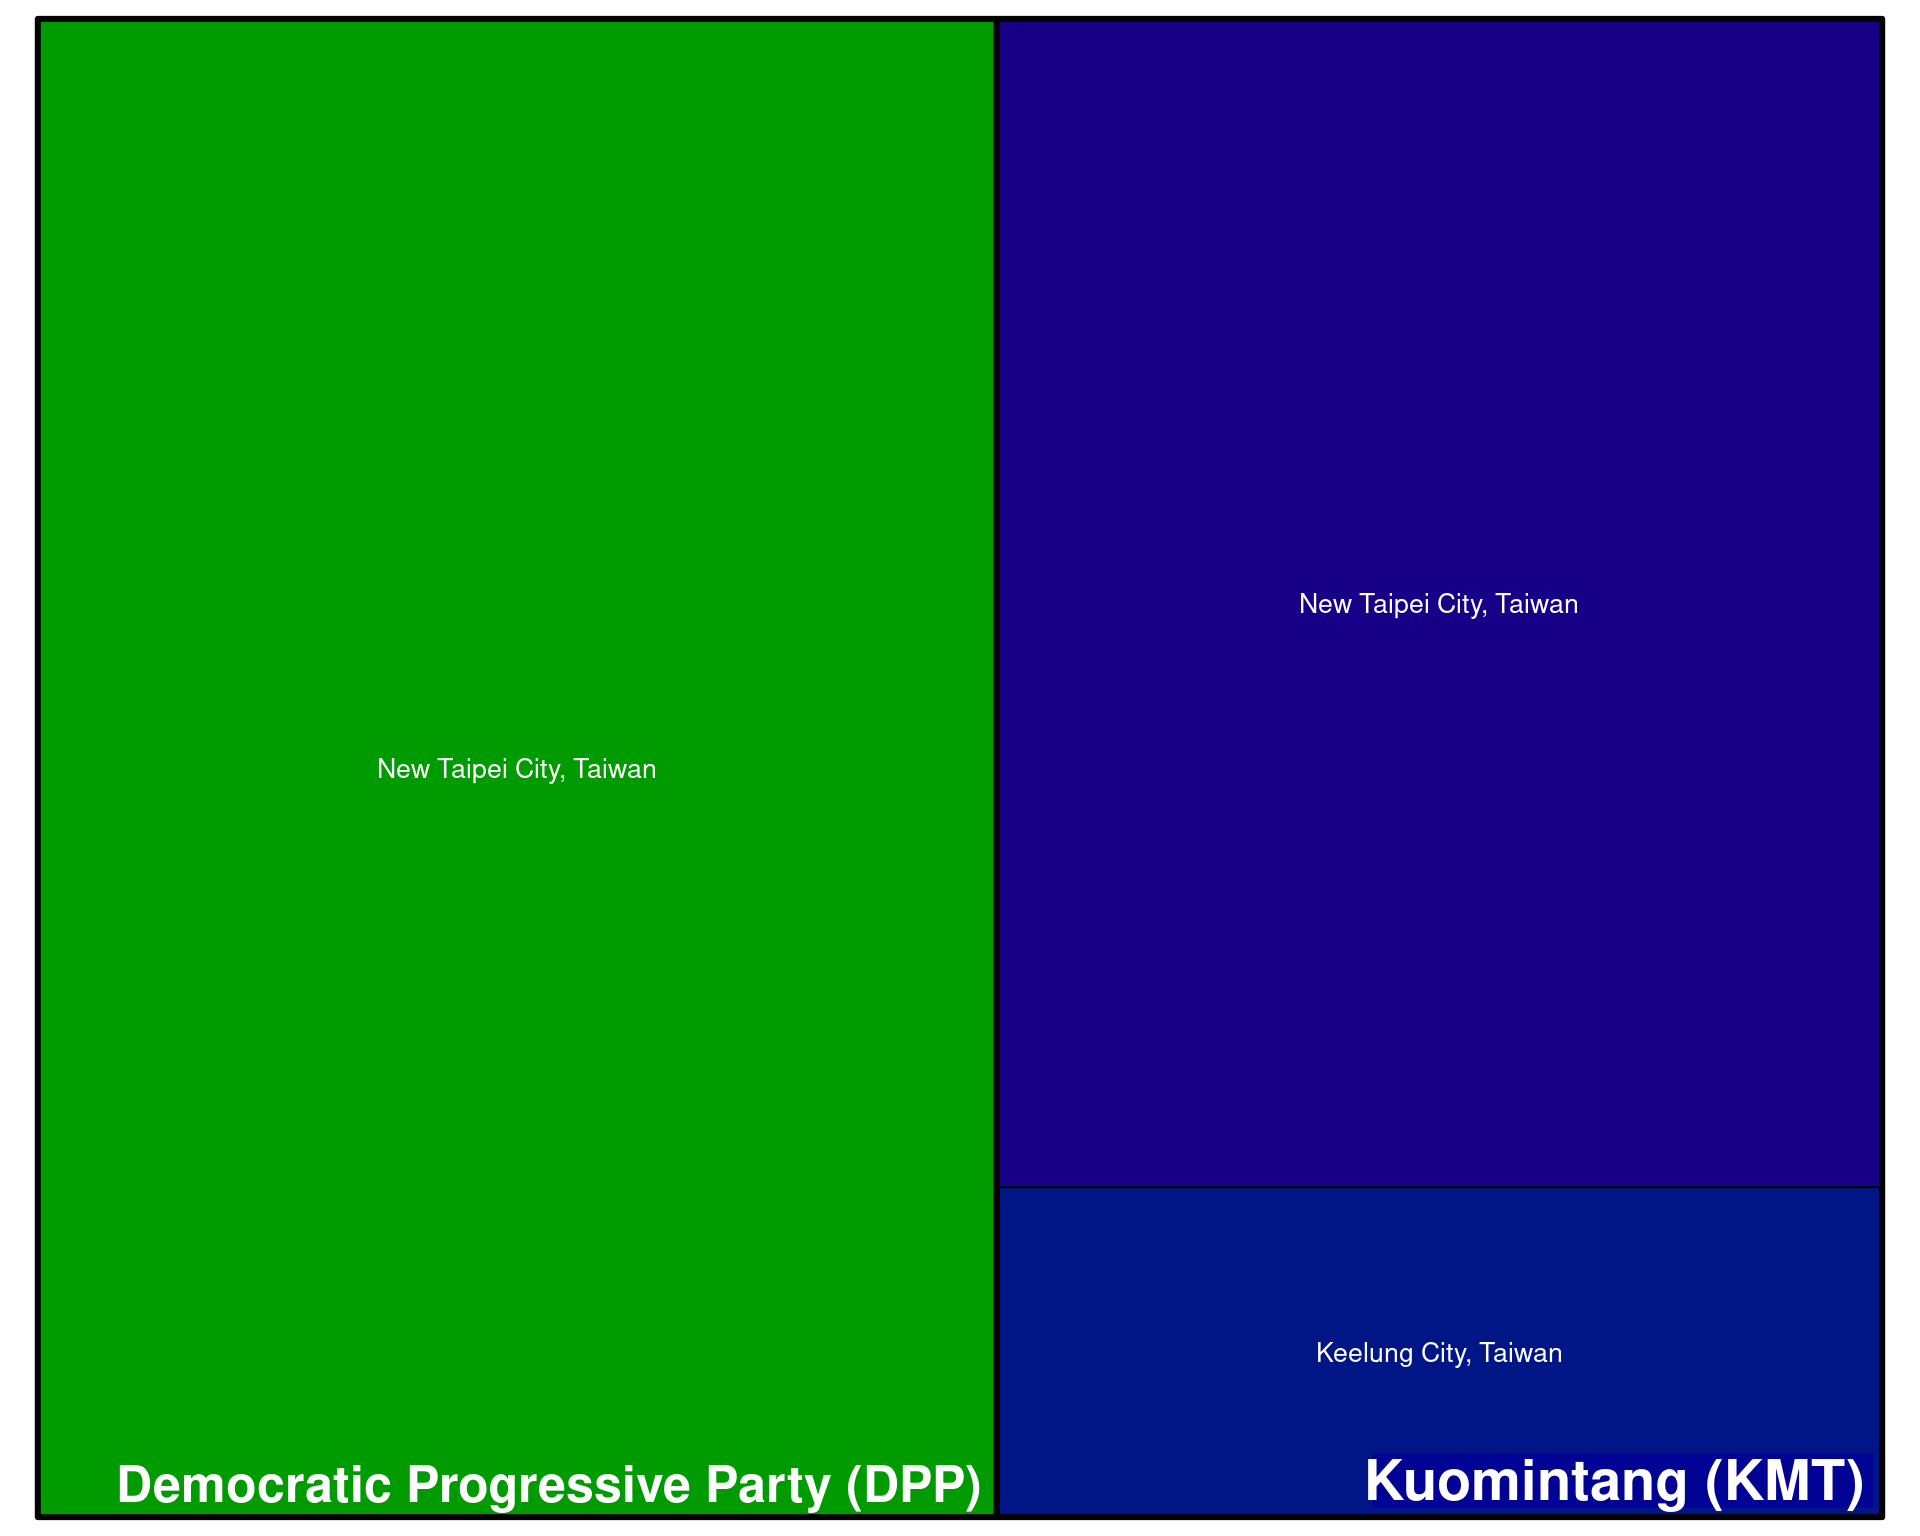 New Taipei City, Taiwan
Democratic Progressive Party (DPP)
New Taipei City, Taiwan
Keelung City, Taiwan
Kuomintang (KMT)